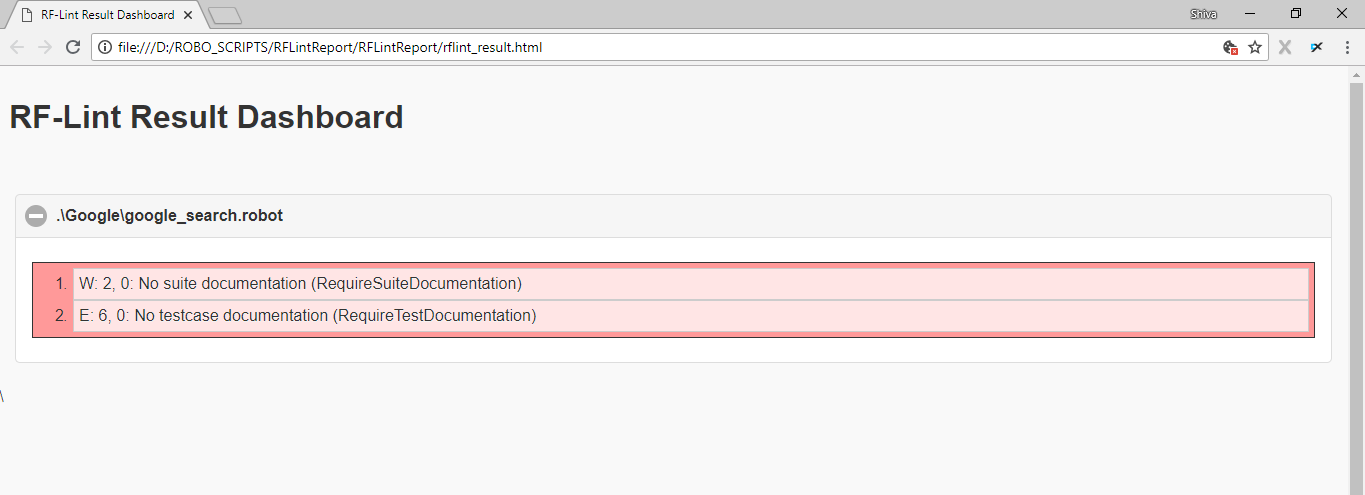 RF-Lint Result Dashboard
Shiva
file:///D:/ROBO_SCRIPTS/RFLintReport/RFLintReport/rflint_result.html
RF-Lint Result Dashboard
.\Google\google_search.robot
1. W: 2, 0: No suite documentation (RequireSuiteDocumentation)
2. E: 6, 0: No testcase documentation (RequireTestDocumentation)
\